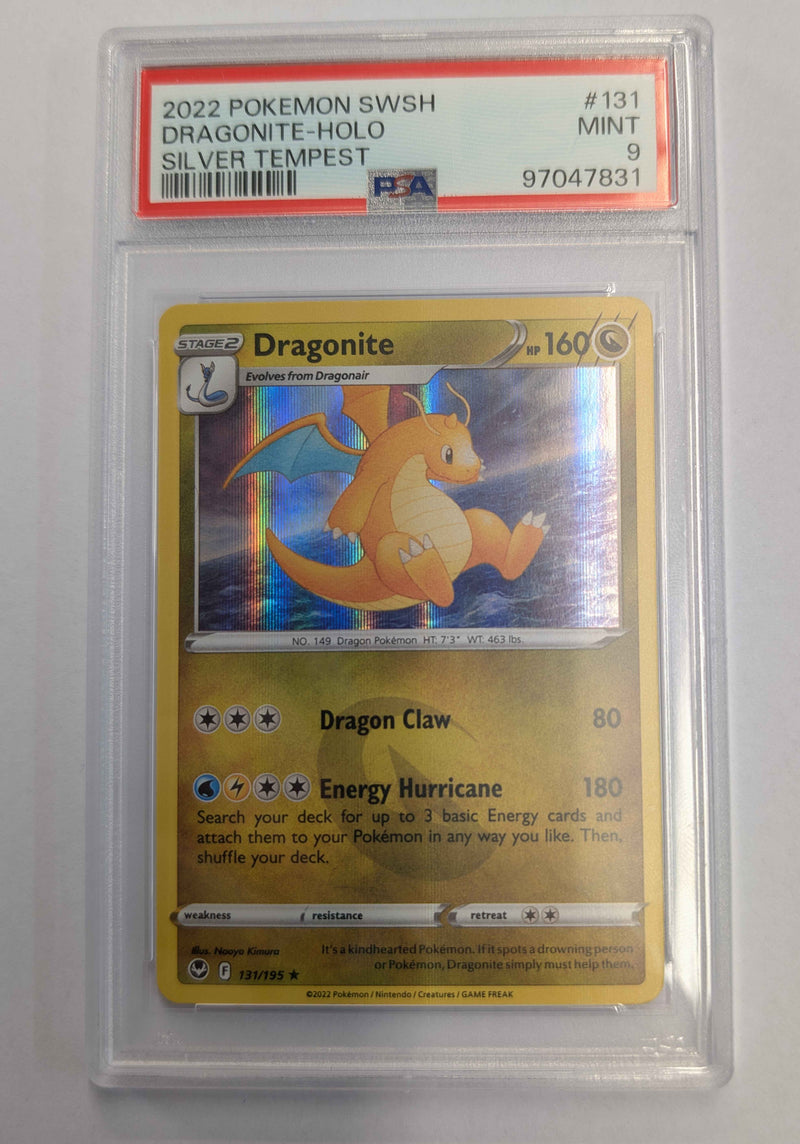 2022 POKEMON SWSH #131
DRAGONITE-HOLO MINT
SILVER TEMPEST 9
PSA 97047831
STAGE2 Dragonite HP 160
Evolves from Dragonair
NO. 149 Dragon Pokémon HT: 7'3" WT: 463 lbs.
Dragon Claw 80
Energy Hurricane 180
Search your deck for up to 3 basic Energy cards and
attach them to your Pokémon in any way you like. Then,
shuffle your deck.
weakness resistance retreat
Illus. Naoyo Kimura It's a kindhearted Pokémon. If it spots a drowning person
or Pokémon, Dragonite simply must help them.
F 131/195 ★
©2022 Pokémon / Nintendo / Creatures / GAME FREAK